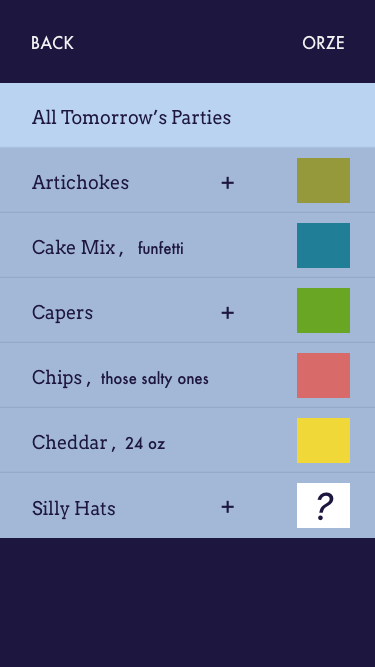 BACK ORZE
All Tomorrow’s Parties
Artichokes +
Cake Mix, funfetti
Capers +
Chips, those salty ones
Cheddar, 24 oz
Silly Hats + ?